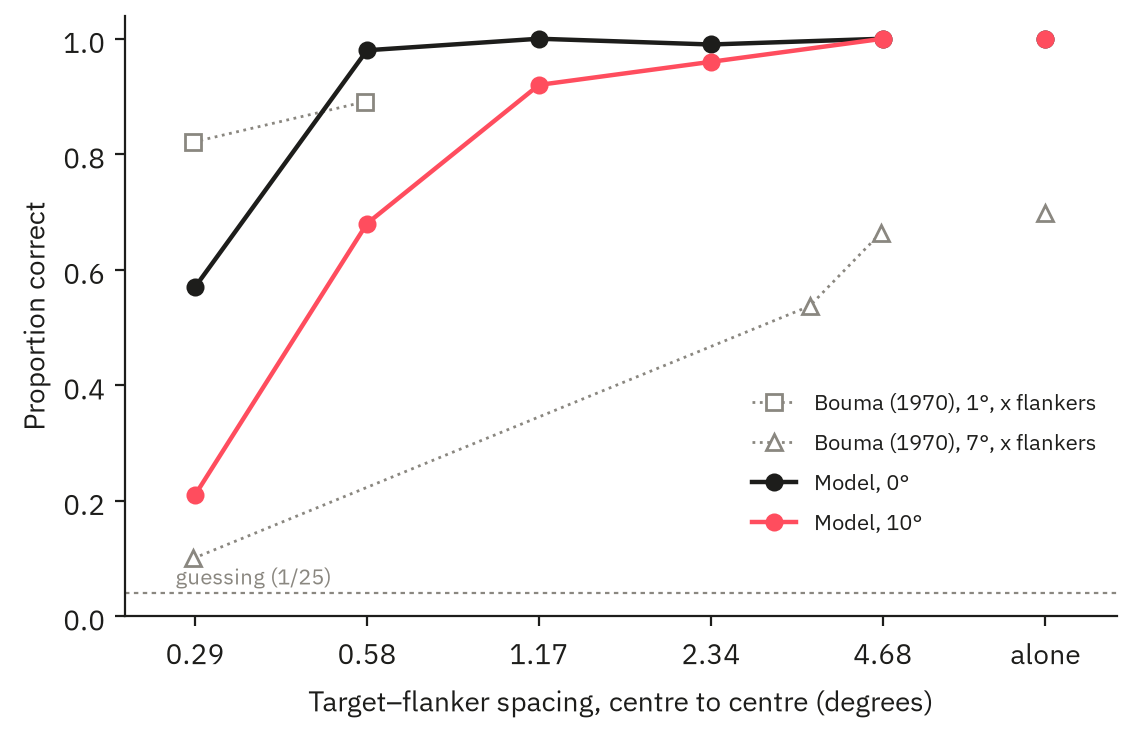 1.0
0.8
0.6
0.4
0.2
0.0
Proportion correct
Bouma (1970), 1°, x flankers
Bouma (1970), 7°, x flankers
Model, 0°
Model, 10°
guessing (1/25)
0.29 0.58 1.17 2.34 4.68 alone
Target–flanker spacing, centre to centre (degrees)